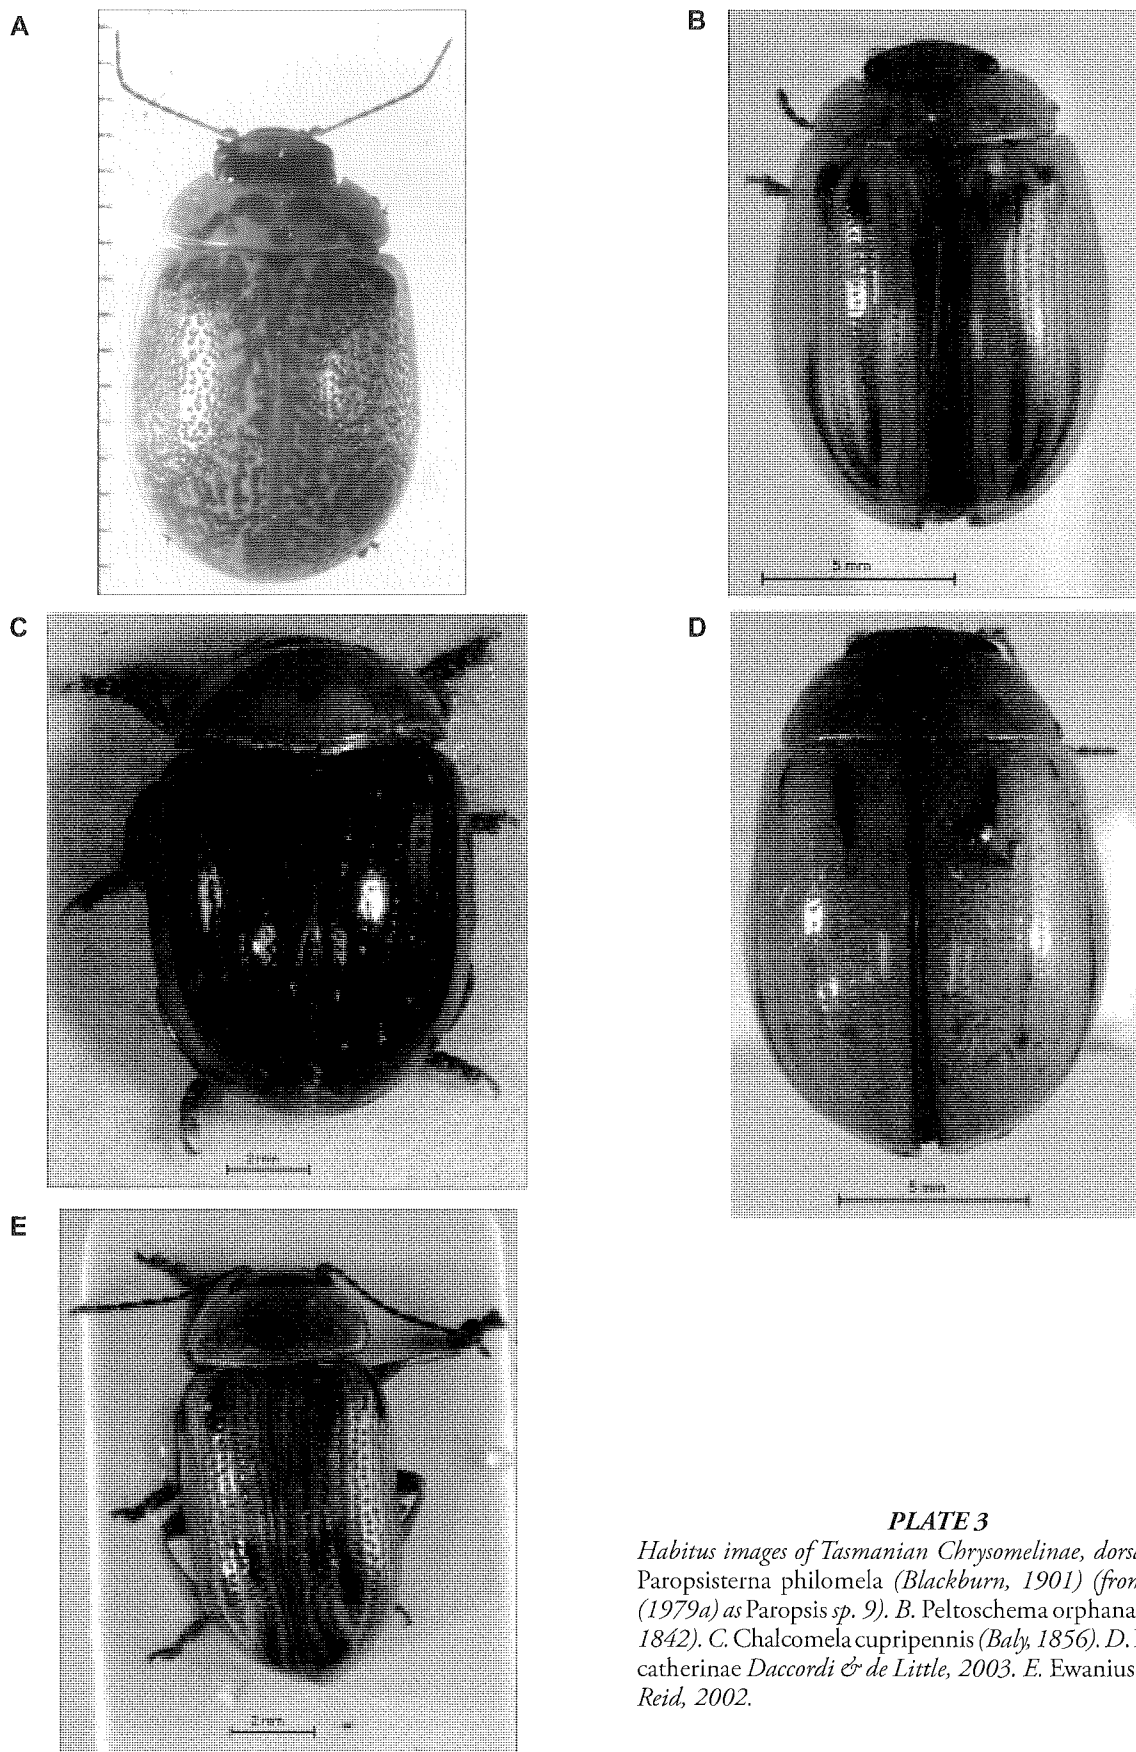 A
B
5 mm
C
2 mm
D
5 mm
E
2 mm
PLATE 3
Habitus images of Tasmanian Chrysomelinae,
Paropsisterna philomela (Blackburn, 1901)
(1979a) as Paropsis sp. 9). B. Peltoschema orphana
1842). C. Chalcomela cupripennis (Baly, 1856). D.
catherinae Daccordi & de Little, 2003. E. Ewanius
Reid, 2002.